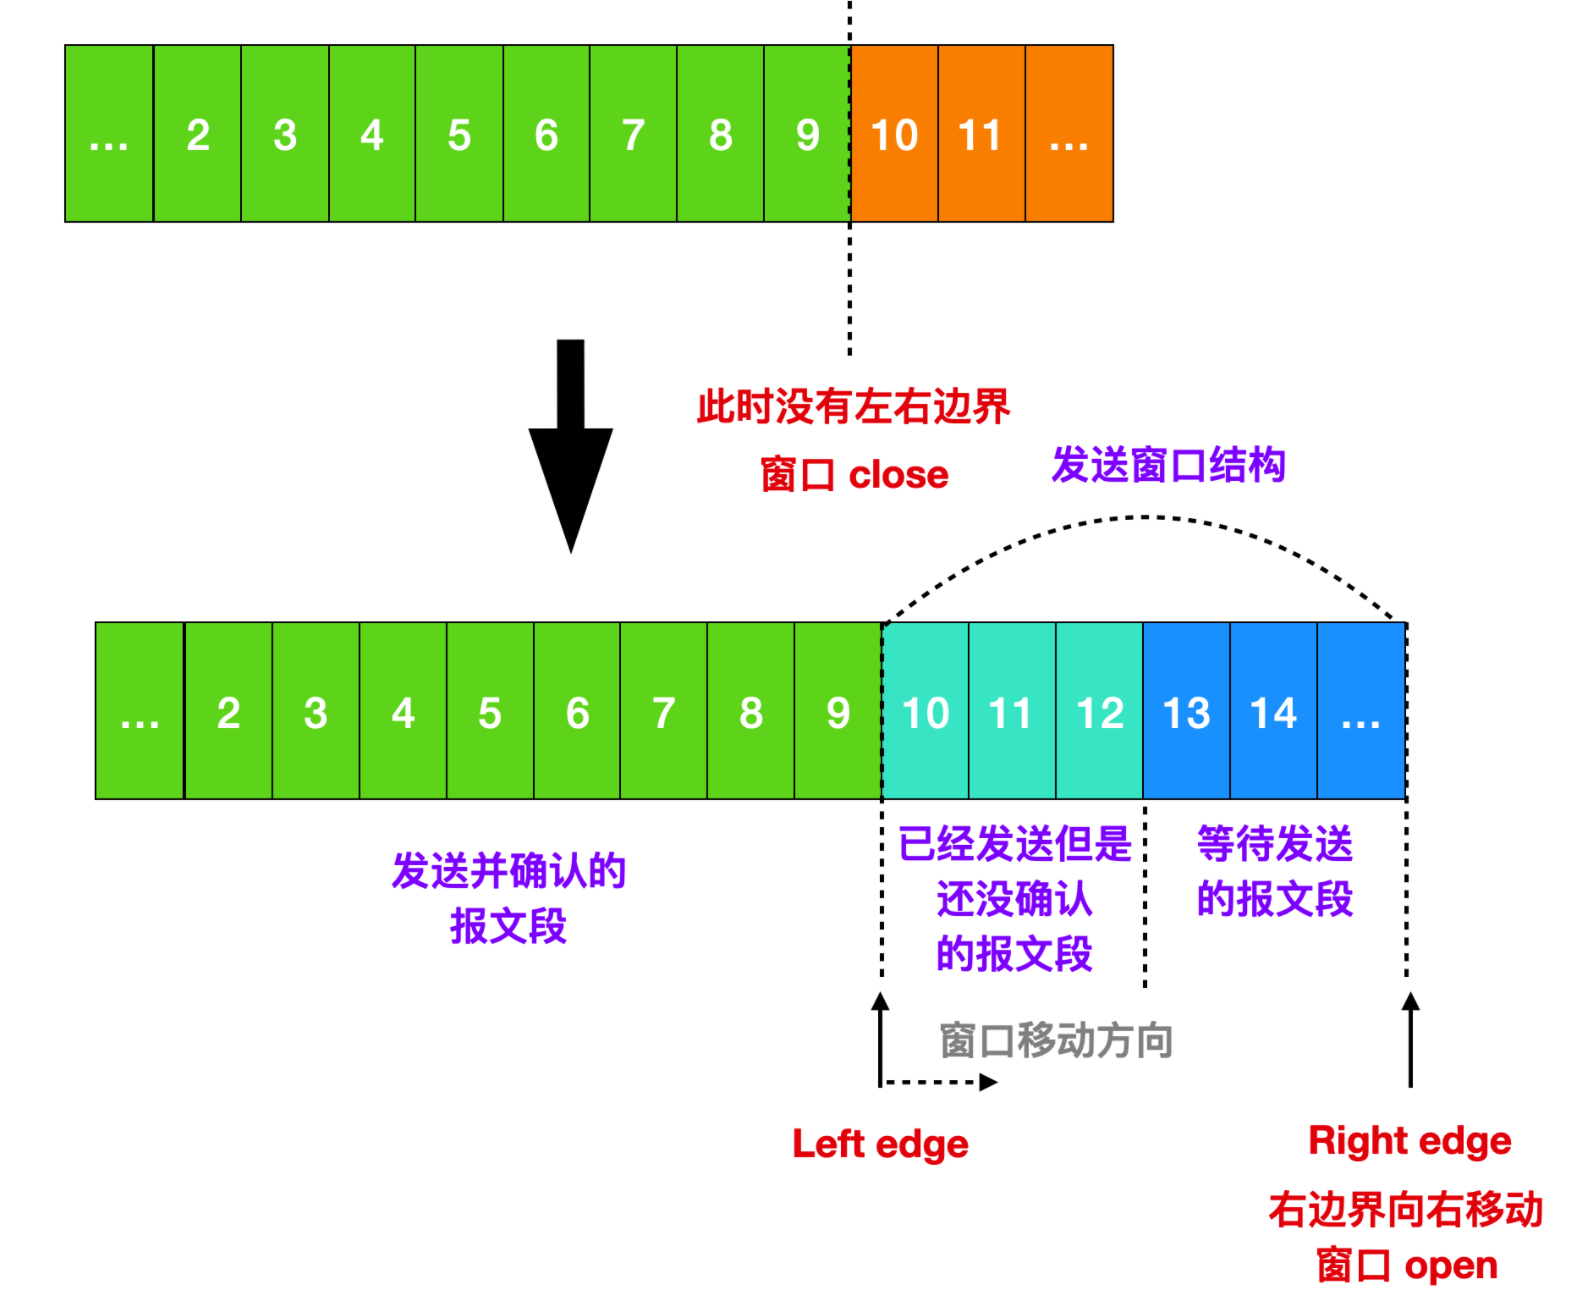 ... 2 3 4 5 6 7 8 9 10 11 ...
此时没有左右边界
窗口 close
发送窗口结构
... 2 3 4 5 6 7 8 9 10 11 12 13 14 ...
发送并确认的
报文段
已经发送但是
还没确认
的报文段
等待发送
的报文段
窗口移动方向
Left edge
Right edge
右边界向右移动
窗口 open